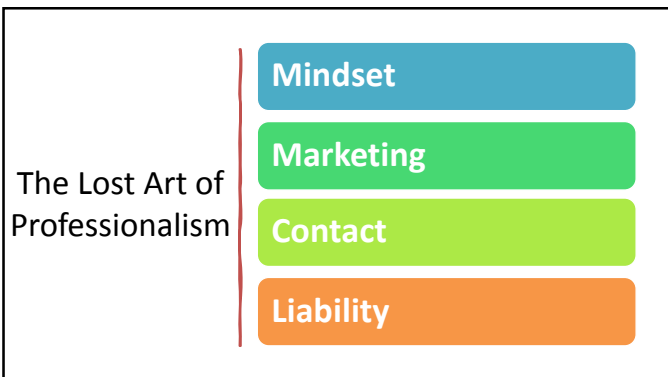 The Lost Art of
Professionalism
Mindset
Marketing
Contact
Liability